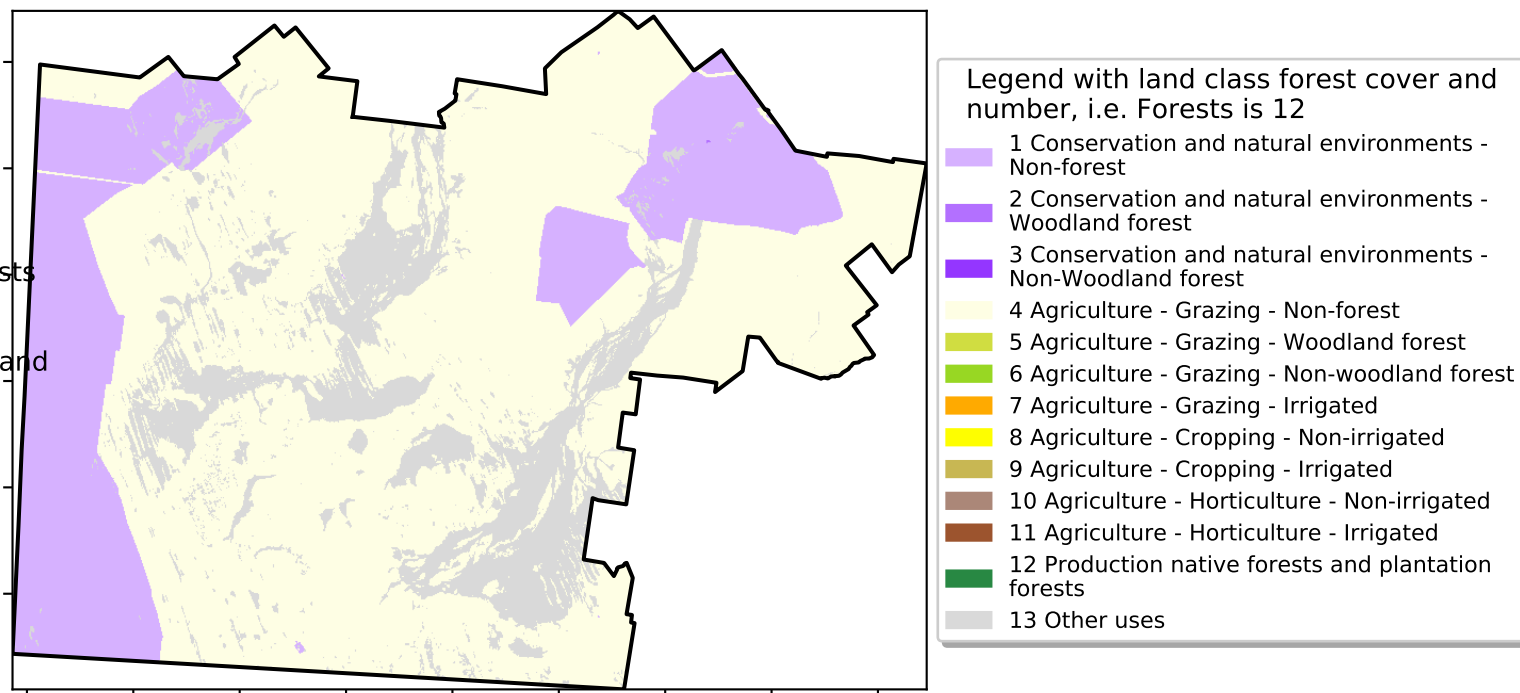 sts
and
Legend with land class forest cover and
number, i.e. Forests is 12
1 Conservation and natural environments -
Non-forest
2 Conservation and natural environments -
Woodland forest
3 Conservation and natural environments -
Non-Woodland forest
4 Agriculture - Grazing - Non-forest
5 Agriculture - Grazing - Woodland forest
6 Agriculture - Grazing - Non-woodland forest
7 Agriculture - Grazing - Irrigated
8 Agriculture - Cropping - Non-irrigated
9 Agriculture - Cropping - Irrigated
10 Agriculture - Horticulture - Non-irrigated
11 Agriculture - Horticulture - Irrigated
12 Production native forests and plantation
forests
13 Other uses